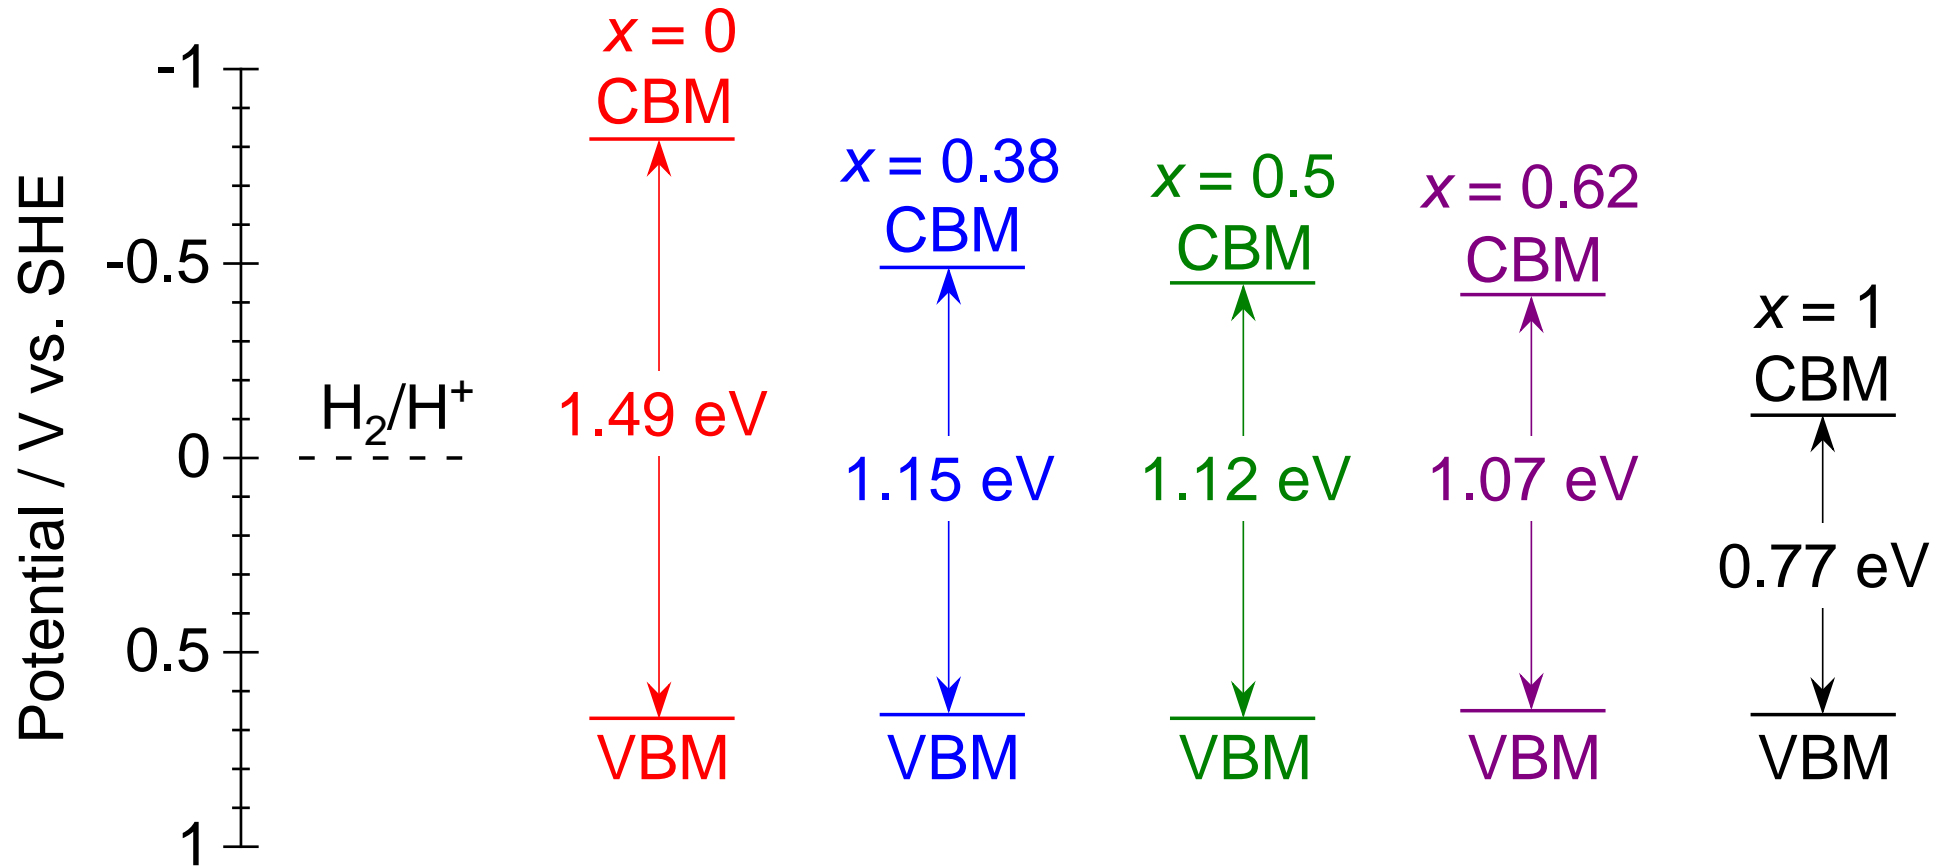 Potential / V vs. SHE
-1
-0.5
0
0.5
1
H₂/H⁺
x = 0
CBM
1.49 eV
VBM
x = 0.38
CBM
1.15 eV
VBM
x = 0.5
CBM
1.12 eV
VBM
x = 0.62
CBM
1.07 eV
VBM
x = 1
CBM
0.77 eV
VBM